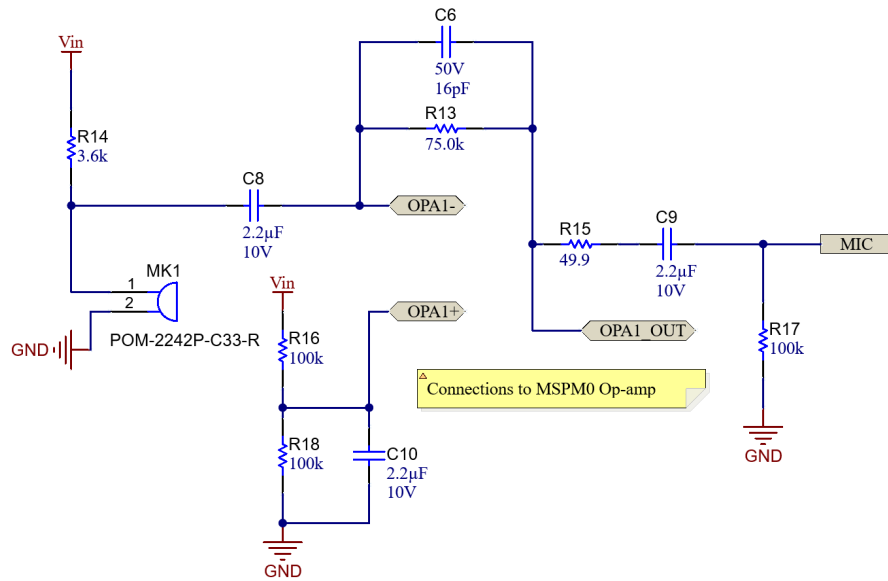 C6
50V
16pF
Vin
R13
75.0k
R14
3.6k
C8
2.2µF
10V
OPA1-
R15
49.9
C9
2.2µF
10V
MIC
MK1
1
2
POM-2242P-C33-R
GND
Vin
OPA1+
OPA1_OUT
R16
100k
R17
100k
Connections to MSPM0 Op-amp
R18
100k
C10
2.2µF
10V
GND
GND